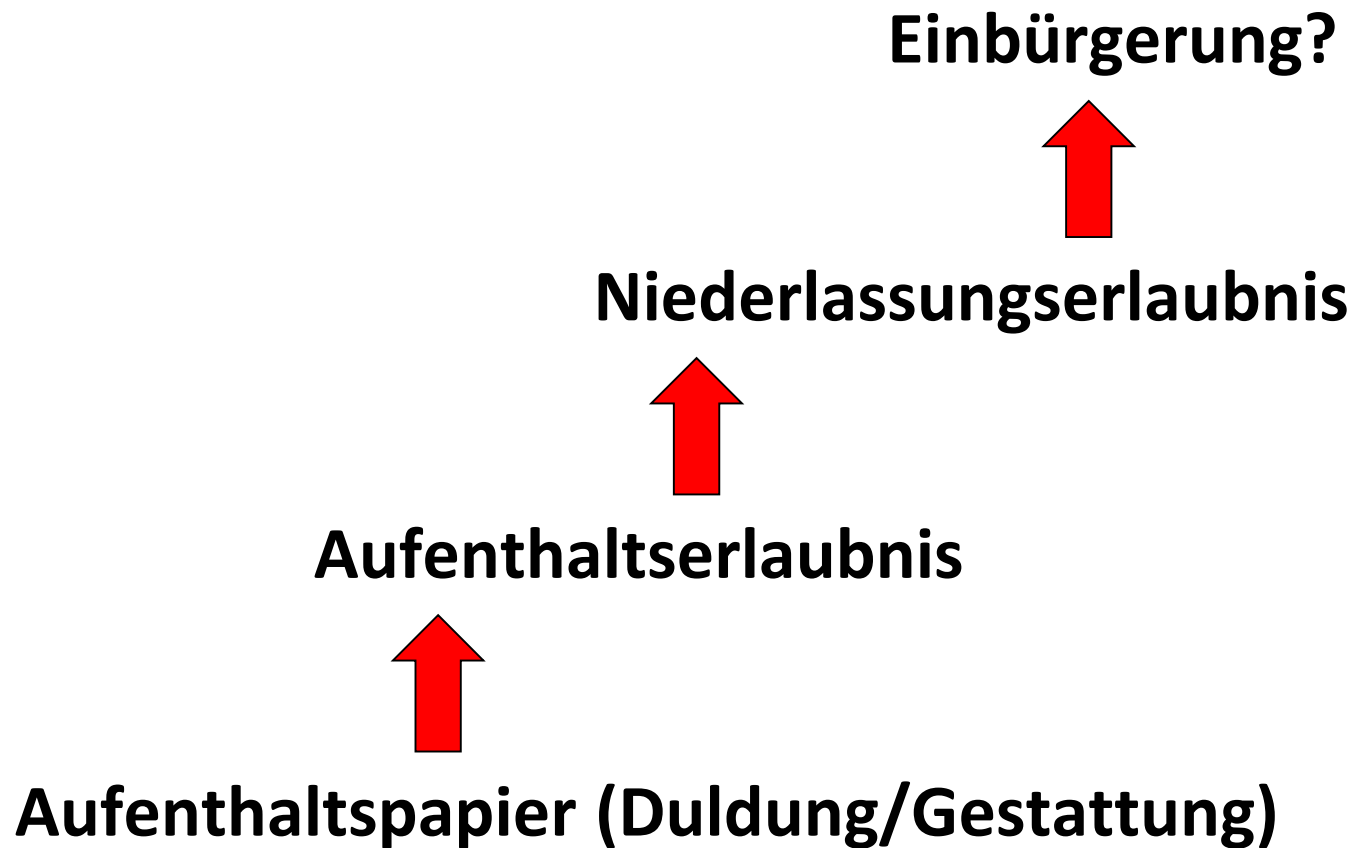 Einbürgerung?
Niederlassungserlaubnis
Aufenthaltserlaubnis
Aufenthaltspapier (Duldung/Gestattung)